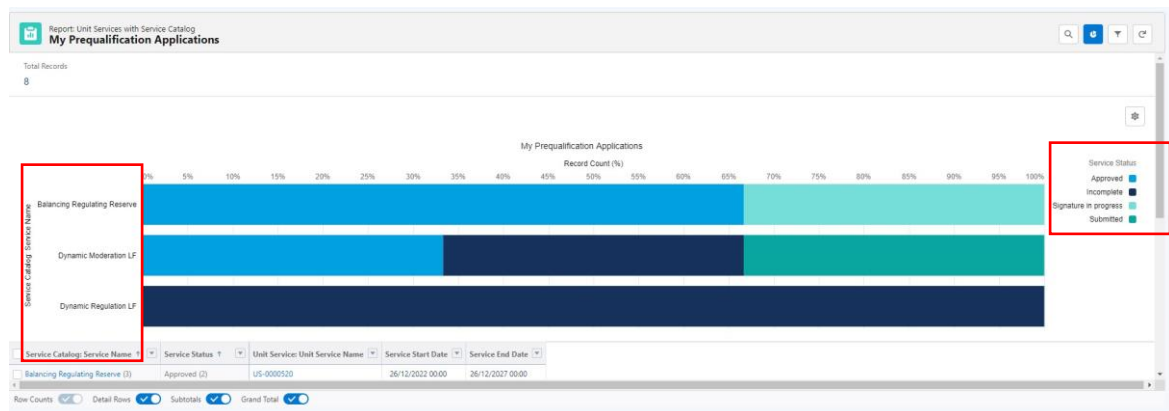 Report: Unit Services with Service Catalog
My Prequalification Applications
Total Records
8
My Prequalification Applications
Record Count (%)
0% 5% 10% 15% 20% 25% 30% 35% 40% 45% 50% 55% 60% 65% 70% 75% 80% 85% 90% 95% 100%
Service Catalog: Service Name
Balancing Regulating Reserve
Dynamic Moderation LF
Dynamic Regulation LF
Service Status
Approved
Incomplete
Signature in progress
Submitted
Service Catalog: Service Name ↑ Service Status ↑ Unit Service: Unit Service Name Service Start Date Service End Date
Balancing Regulating Reserve (3) Approved (2) US-0000520 26/12/2022 00:00 26/12/2027 00:00
Row Counts Detail Rows Subtotals Grand Total